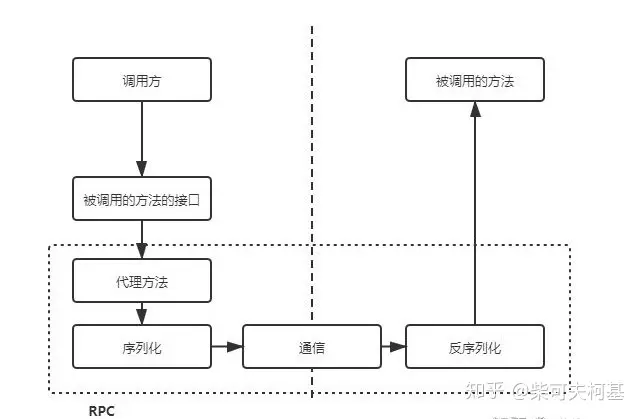 调用方
被调用的方法
被调用的方法的接口
代理方法
序列化
通信
反序列化
知乎 @柴可夫柯基
RPC